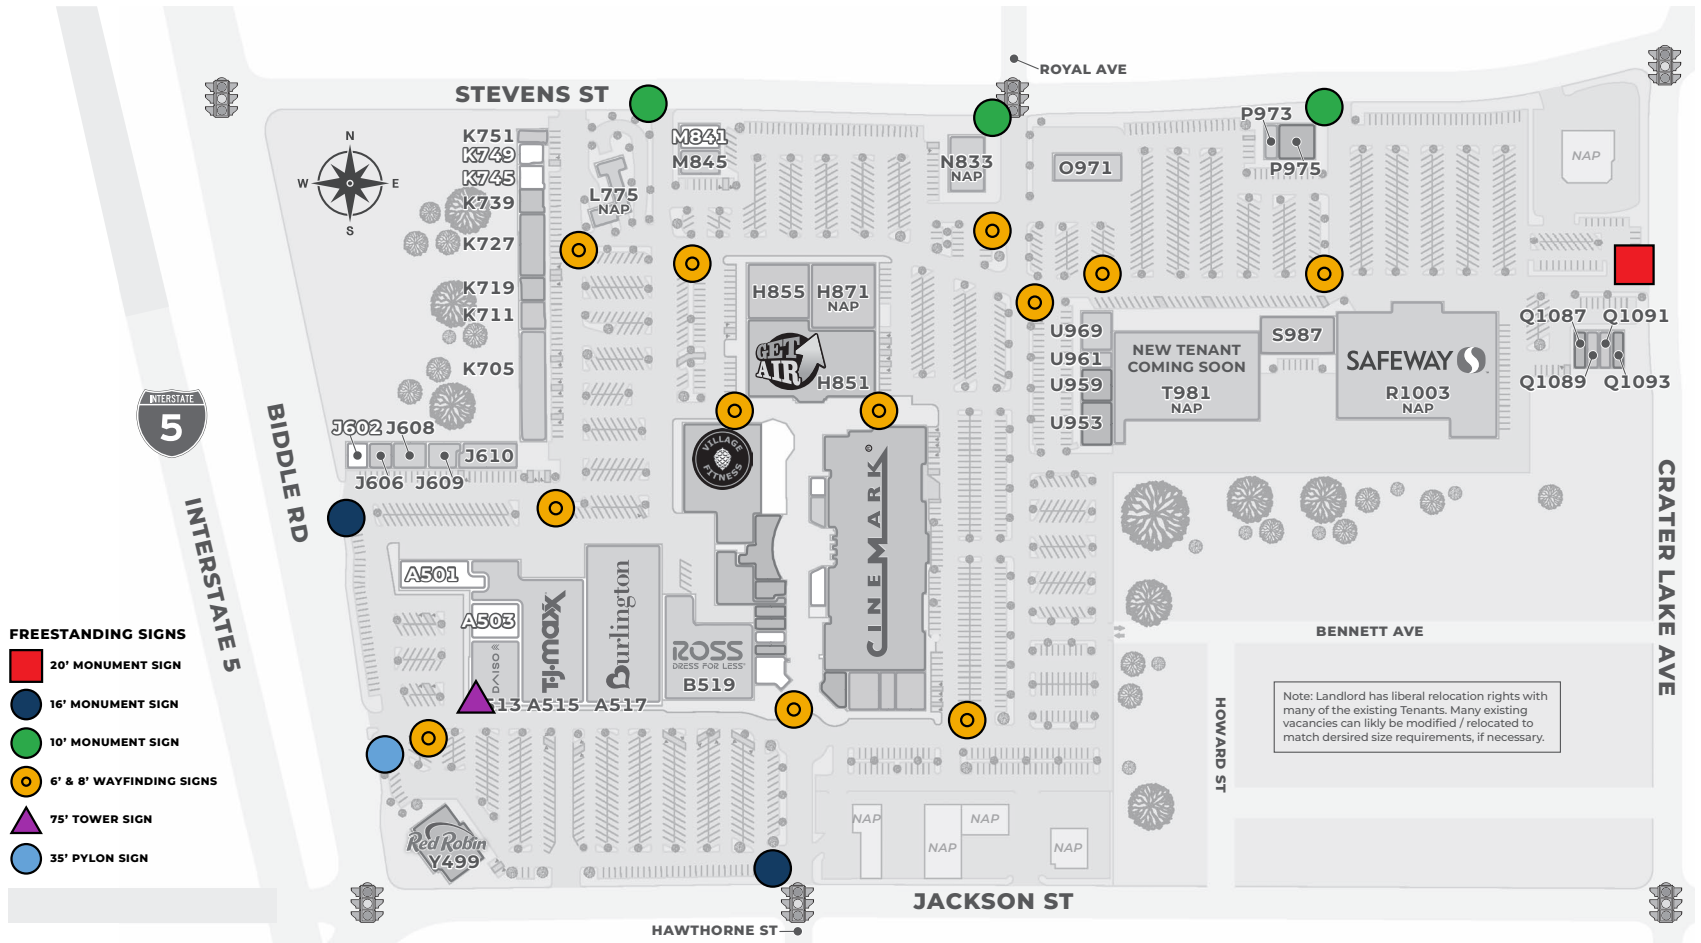 ROYAL AVE
STEVENS ST
P973
P975
K751
K749
K745
K739
K727
K719
K711
K705
N
W
E
S
M841
M845
L775
NAP
N833
NAP
O971
NAP
H855
H871
NAP
GET
AIR
H851
U969
U961
U959
U953
NEW TENANT
COMING SOON
T981
NAP
S987
SAFEWAY
R1003
NAP
Q1087
Q1091
Q1089
Q1093
INTERSTATE
5
BIDDLE RD
INTERSTATE 5
J602
J608
J610
J606
J609
VILLAGE
FITNESS
CINEMARK
CRATER LAKE AVE
A501
A503
DAISO
T•J•maxx
Burlington
ROSS
DRESS FOR LESS
B519
513
A515
A517
BENNETT AVE
HOWARD ST
Note: Landlord has liberal relocation rights with
many of the existing Tenants. Many existing
vacancies can likly be modified / relocated to
match dersired size requirements, if necessary.
FREESTANDING SIGNS
20' MONUMENT SIGN
16' MONUMENT SIGN
10' MONUMENT SIGN
6' & 8' WAYFINDING SIGNS
75' TOWER SIGN
35' PYLON SIGN
Red Robin
Y499
NAP
NAP
NAP
NAP
JACKSON ST
HAWTHORNE ST